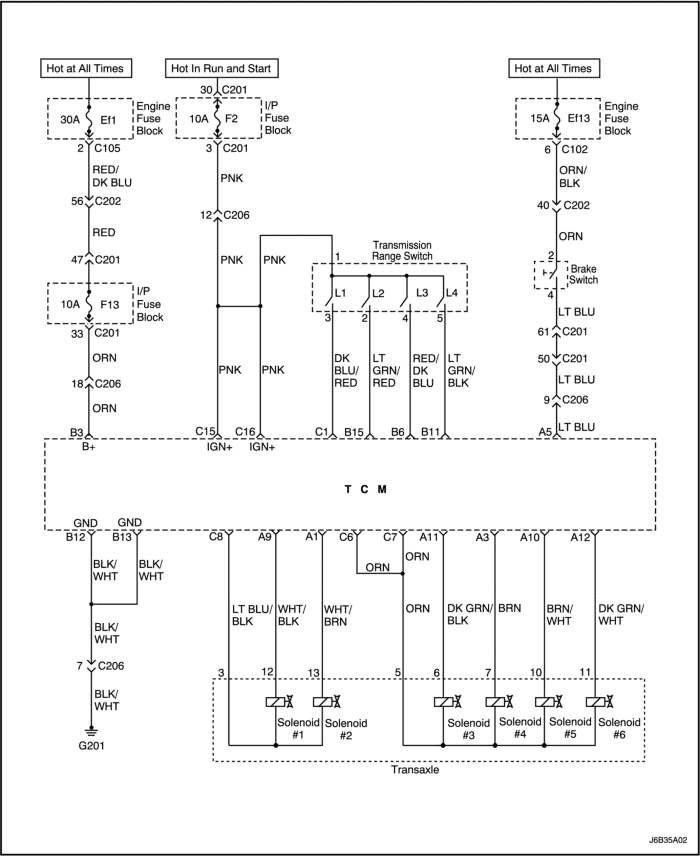 Hot at All Times
Hot In Run and Start
Hot at All Times
30 C201
30A Ef1
Engine
Fuse
Block
10A F2
I/P
Fuse
Block
15A Ef13
Engine
Fuse
Block
2 C105
3 C201
6 C102
RED/
DK BLU
PNK
ORN/
BLK
56 C202
12 C206
40 C202
RED
ORN
47 C201
PNK
PNK
1
Transmission
Range Switch
2
Brake
Switch
4
10A F13
I/P
Fuse
Block
L1
L2
L3
L4
3
2
4
5
LT BLU
33 C201
61 C201
ORN
PNK
PNK
DK
BLU/
RED
LT
GRN/
RED
RED/
DK
BLU
LT
GRN/
BLK
50 C201
LT BLU
18 C206
9 C206
ORN
LT BLU
B3
C15
C16
C1
B15
B6
B11
A5
B+
IGN+
IGN+
T C M
GND
GND
B12
B13
C8
A9
A1
C6
C7
A11
A3
A10
A12
BLK/
WHT
BLK/
WHT
ORN
ORN
LT BLU/
BLK
WHT/
BLK
WHT/
BRN
ORN
DK GRN/
BLK
BRN
BRN/
WHT
DK GRN/
WHT
BLK/
WHT
7 C206
3
12
13
5
6
7
10
11
BLK/
WHT
Solenoid
#1
Solenoid
#2
Solenoid
#3
Solenoid
#4
Solenoid
#5
Solenoid
#6
G201
Transaxle
J6B35A02